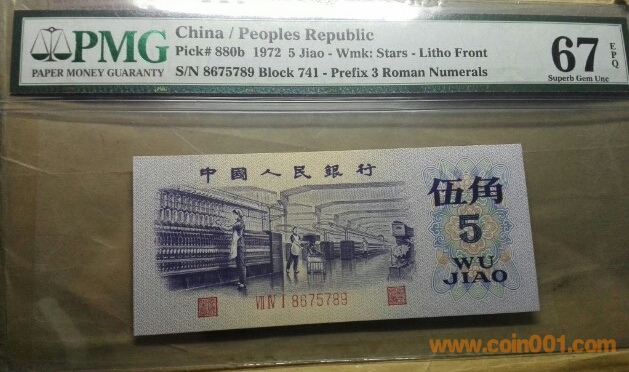 PMG
PAPER MONEY GUARANTY
China / Peoples Republic
Pick# 880b 1972 5 Jiao - Wmk: Stars - Litho Front
S/N 8675789 Block 741 - Prefix 3 Roman Numerals
67 EPQ
Superb Gem Unc
中國人民銀行
伍角
5
WU
JIAO
VII IV I 8675789
www.coin001.com